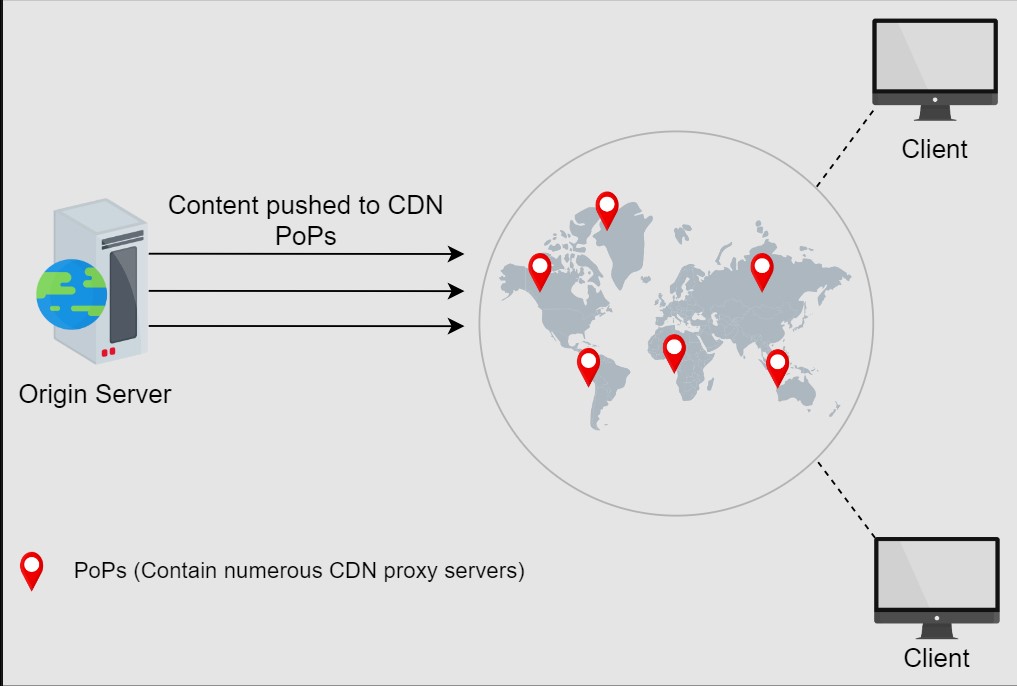 Client
Content pushed to CDN
PoPs
Origin Server
PoPs (Contain numerous CDN proxy servers)
Client